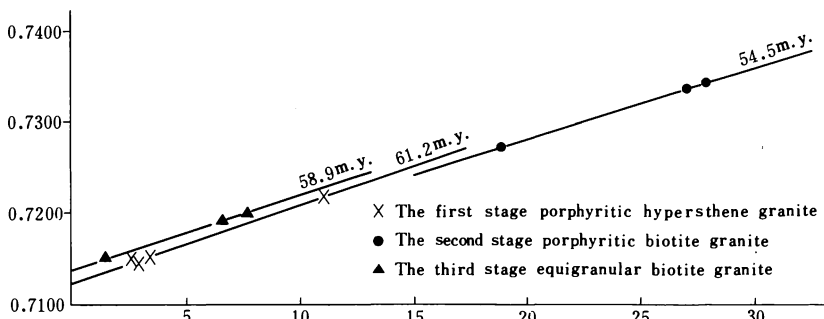 0.7400
54.5m.y.
0.7300
61.2m.y.
58.9m.y.
0.7200
The first stage porphyritic hypersthene granite
The second stage porphyritic biotite granite
The third stage equigranular biotite granite
0.7100
5 10 15 20 25 30